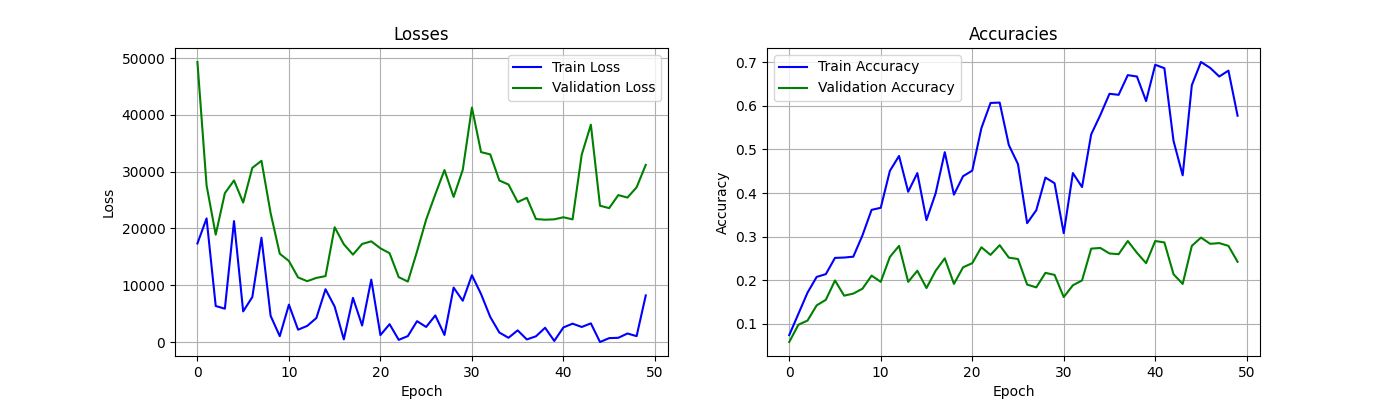 Losses
50000
40000
30000
20000
10000
0
Loss
Train Loss
Validation Loss
0 10 20 30 40 50
Epoch
Accuracies
0.7
0.6
0.5
0.4
0.3
0.2
0.1
Accuracy
Train Accuracy
Validation Accuracy
0 10 20 30 40 50
Epoch